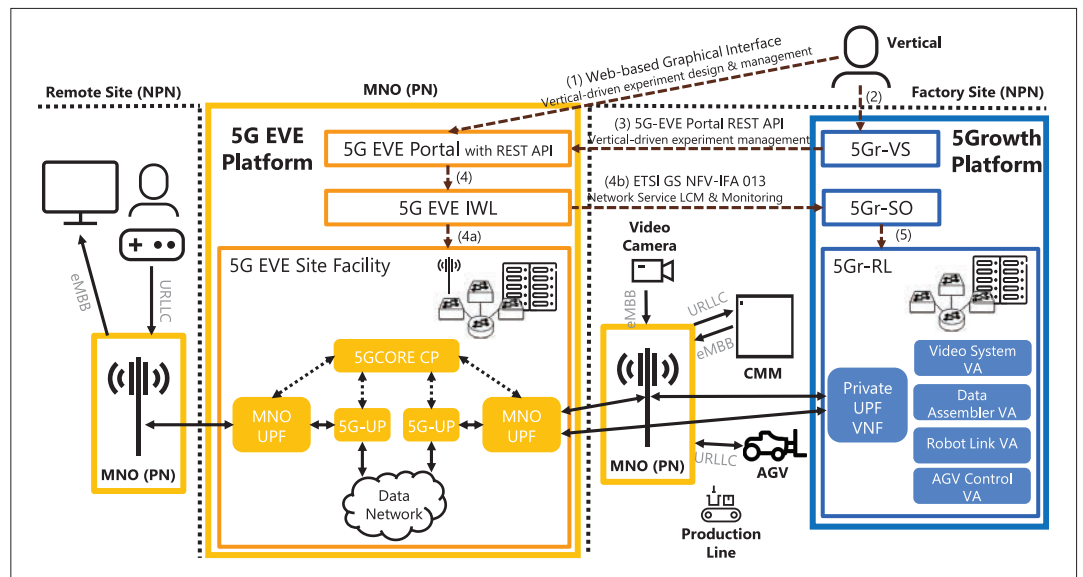 Vertical
(1) Web-based Graphical Interface
Vertical-driven experiment design & management
Remote Site (NPN)
MNO (PN)
Factory Site (NPN)
(2)
5G EVE
Platform
5G EVE Portal with REST API
(3) 5G-EVE Portal REST API
Vertical-driven experiment management
5Gr-VS
5Growth
Platform
(4)
5G EVE IWL
(4b) ETSI GS NFV-IFA 013
Network Service LCM & Monitoring
5Gr-SO
(4a)
(5)
Video
Camera
5G EVE Site Facility
5Gr-RL
eMBB
URLLC
eMBB
URLLC
eMBB
CMM
5GCORE CP
MNO
UPF
5G-UP
5G-UP
MNO
UPF
Private
UPF
VNF
Video System
VA
Data
Assembler VA
Robot Link VA
AGV Control
VA
MNO (PN)
MNO (PN)
URLLC
AGV
Data
Network
Production
Line